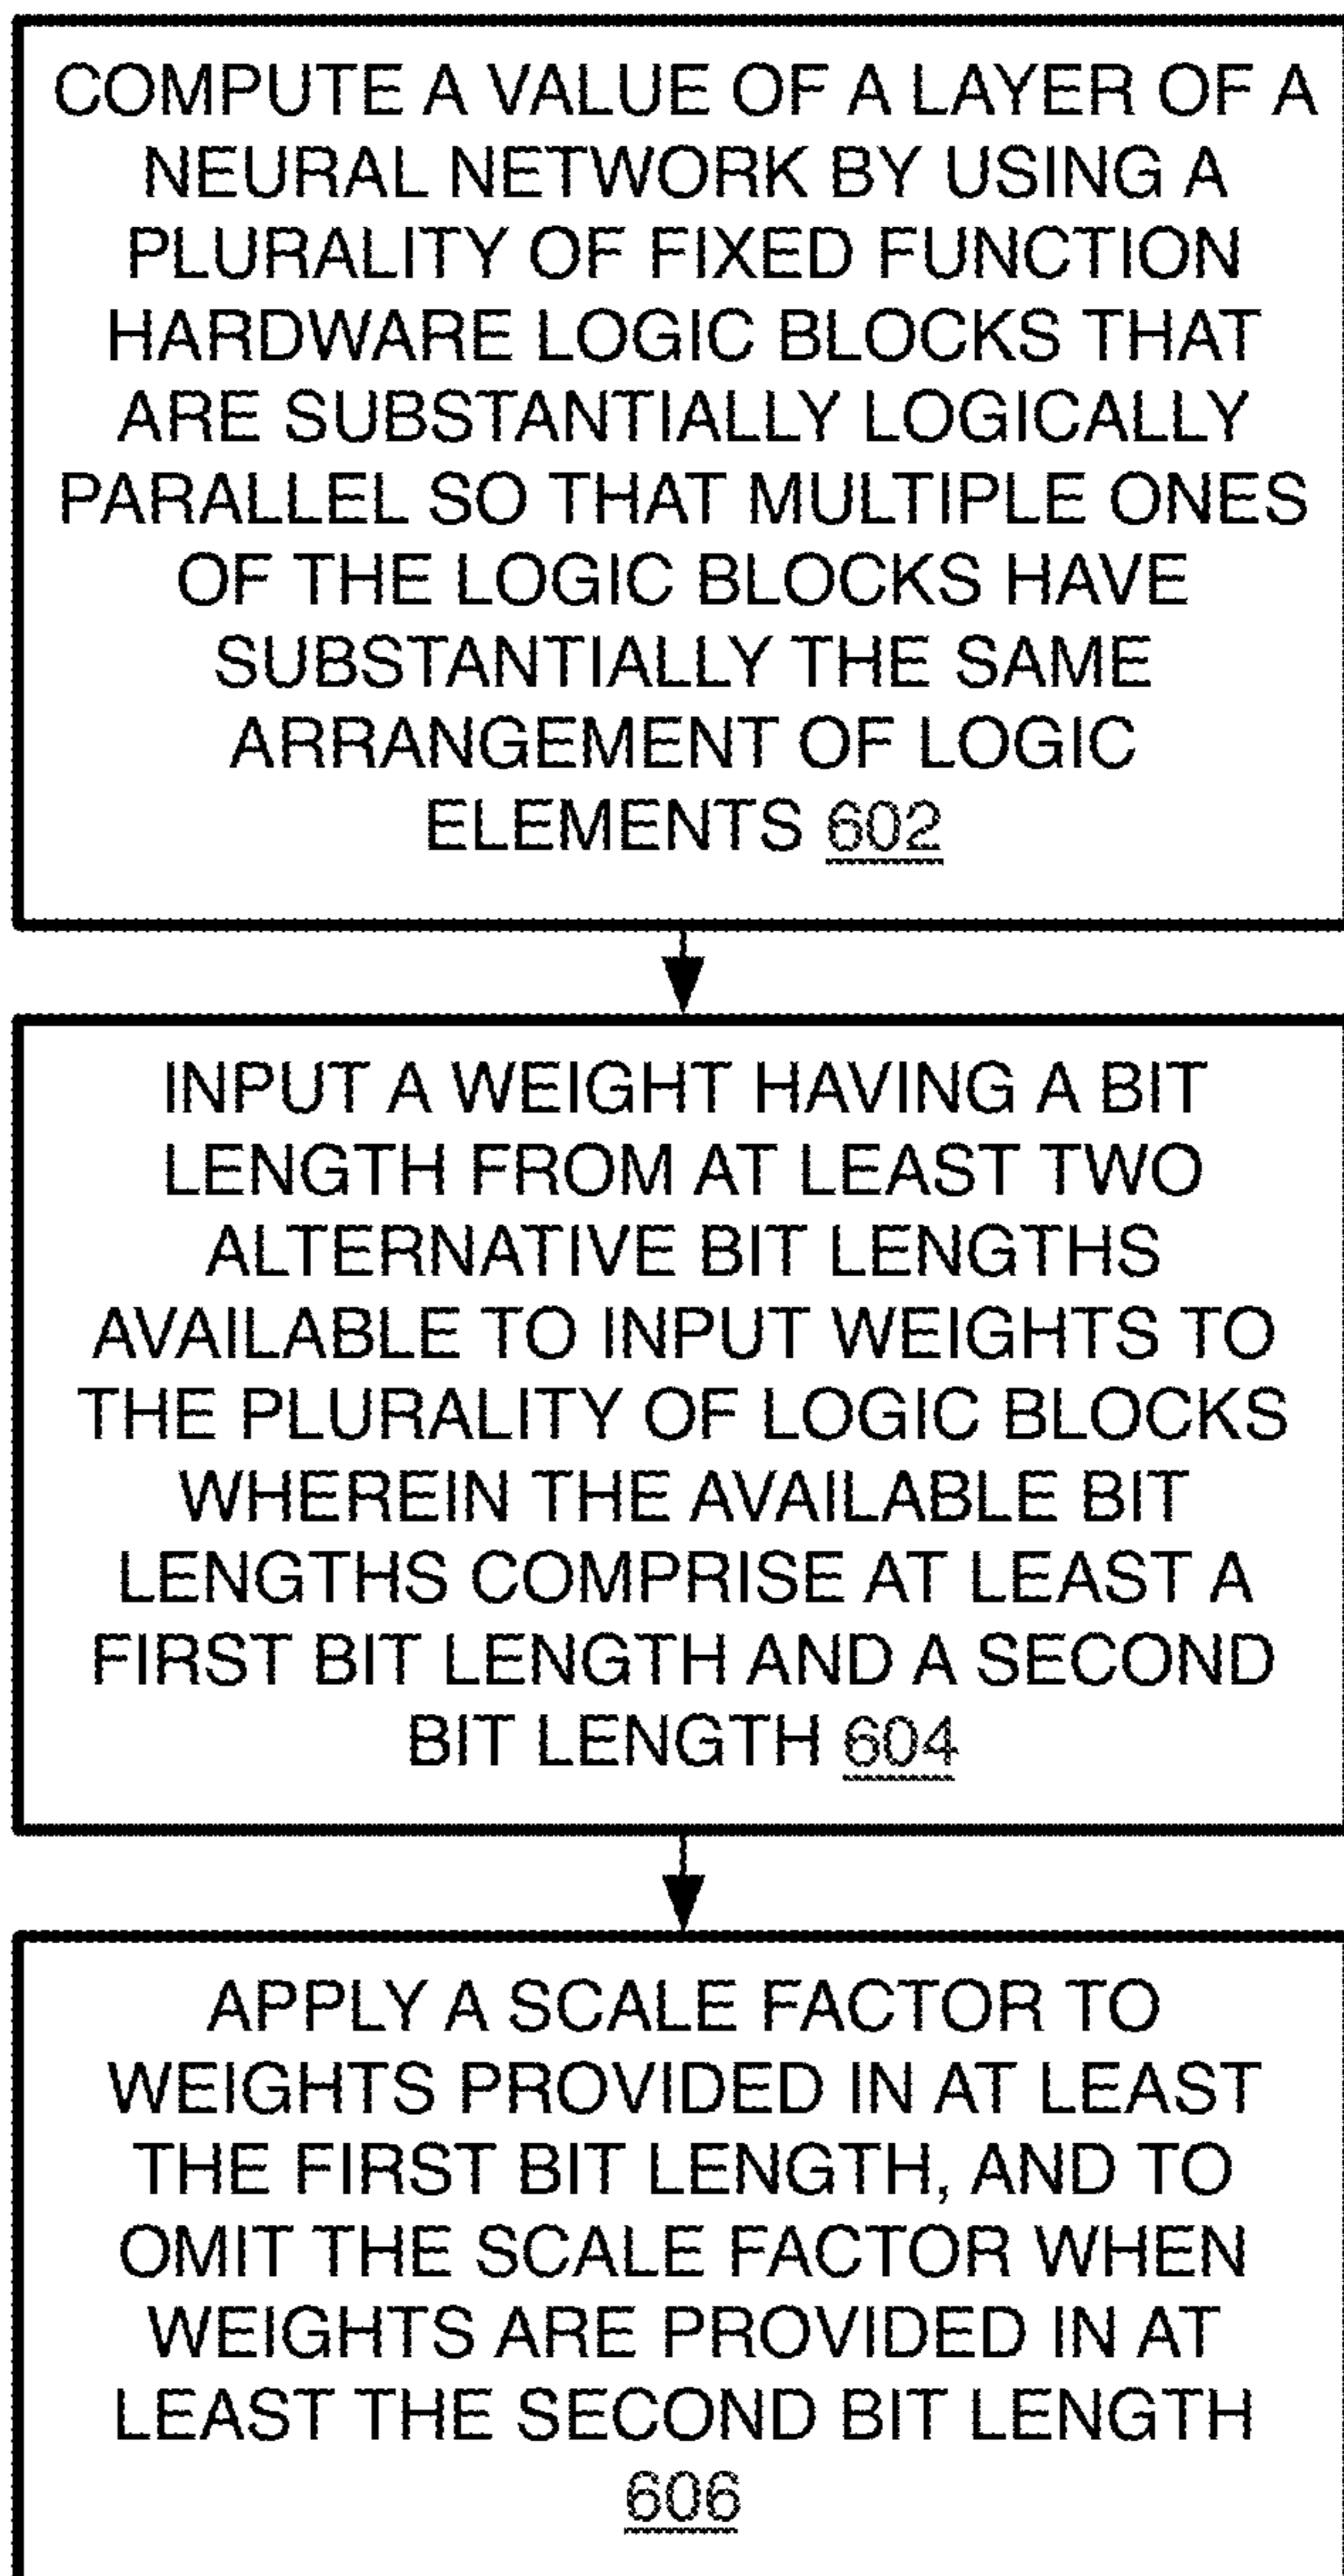 COMPUTE A VALUE OF A LAYER OF A
NEURAL NETWORK BY USING A
PLURALITY OF FIXED FUNCTION
HARDWARE LOGIC BLOCKS THAT
ARE SUBSTANTIALLY LOGICALLY
PARALLEL SO THAT MULTIPLE ONES
OF THE LOGIC BLOCKS HAVE
SUBSTANTIALLY THE SAME
ARRANGEMENT OF LOGIC
ELEMENTS 602
INPUT A WEIGHT HAVING A BIT
LENGTH FROM AT LEAST TWO
ALTERNATIVE BIT LENGTHS
AVAILABLE TO INPUT WEIGHTS TO
THE PLURALITY OF LOGIC BLOCKS
WHEREIN THE AVAILABLE BIT
LENGTHS COMPRISE AT LEAST A
FIRST BIT LENGTH AND A SECOND
BIT LENGTH 604
APPLY A SCALE FACTOR TO
WEIGHTS PROVIDED IN AT LEAST
THE FIRST BIT LENGTH, AND TO
OMIT THE SCALE FACTOR WHEN
WEIGHTS ARE PROVIDED IN AT
LEAST THE SECOND BIT LENGTH
606